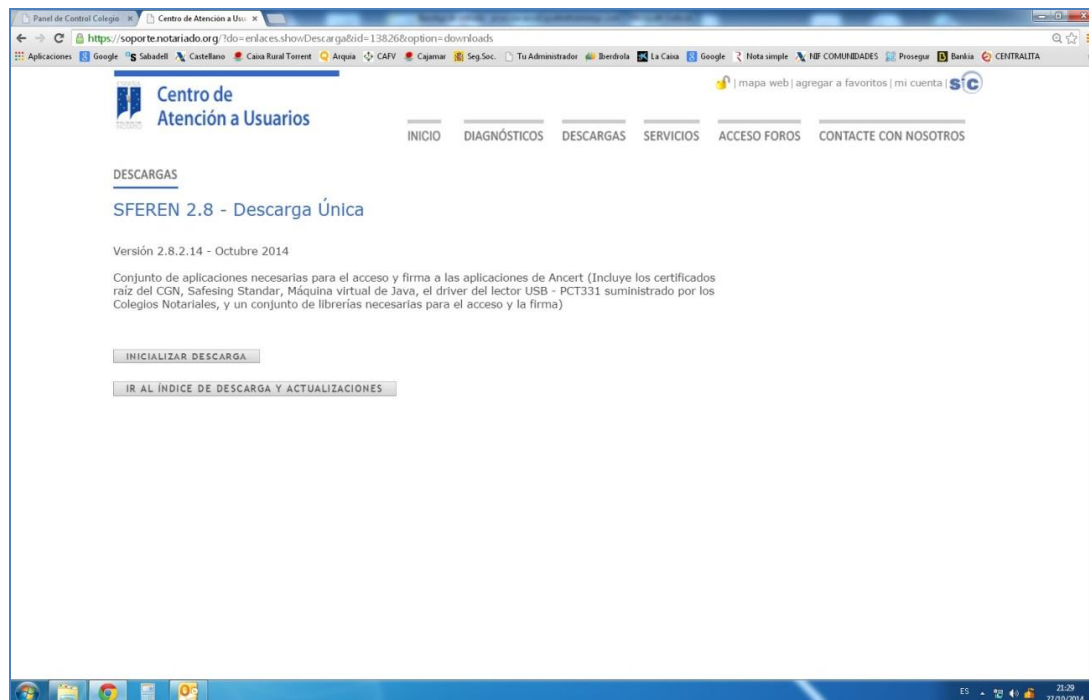 Panel de Control Colegio
Centro de Atención a Usu
https://soporte.notariado.org/?do=enlaces.showDescarga&id=13826&option=downloads
Aplicaciones Google Sabadell Castellano Caixa Rural Torrent Arquia CAFV Cajamar Seg.Soc. Tu Administrador Iberdrola La Caixa Google Nota simple NIF COMUNIDADES Prosegur Bankia CENTRALITA
| mapa web | agregar a favoritos | mi cuenta | SiC
Centro de
Atención a Usuarios
INICIO DIAGNÓSTICOS DESCARGAS SERVICIOS ACCESO FOROS CONTACTE CON NOSOTROS
DESCARGAS
SFEREN 2.8 - Descarga Única
Versión 2.8.2.14 - Octubre 2014
Conjunto de aplicaciones necesarias para el acceso y firma a las aplicaciones de Ancert (Incluye los certificados
raíz del CGN, Safesing Standar, Máquina virtual de Java, el driver del lector USB - PCT331 suministrado por los
Colegios Notariales, y un conjunto de librerías necesarias para el acceso y la firma)
INICIALIZAR DESCARGA
IR AL ÍNDICE DE DESCARGA Y ACTUALIZACIONES
ES
21:29
27/10/2014